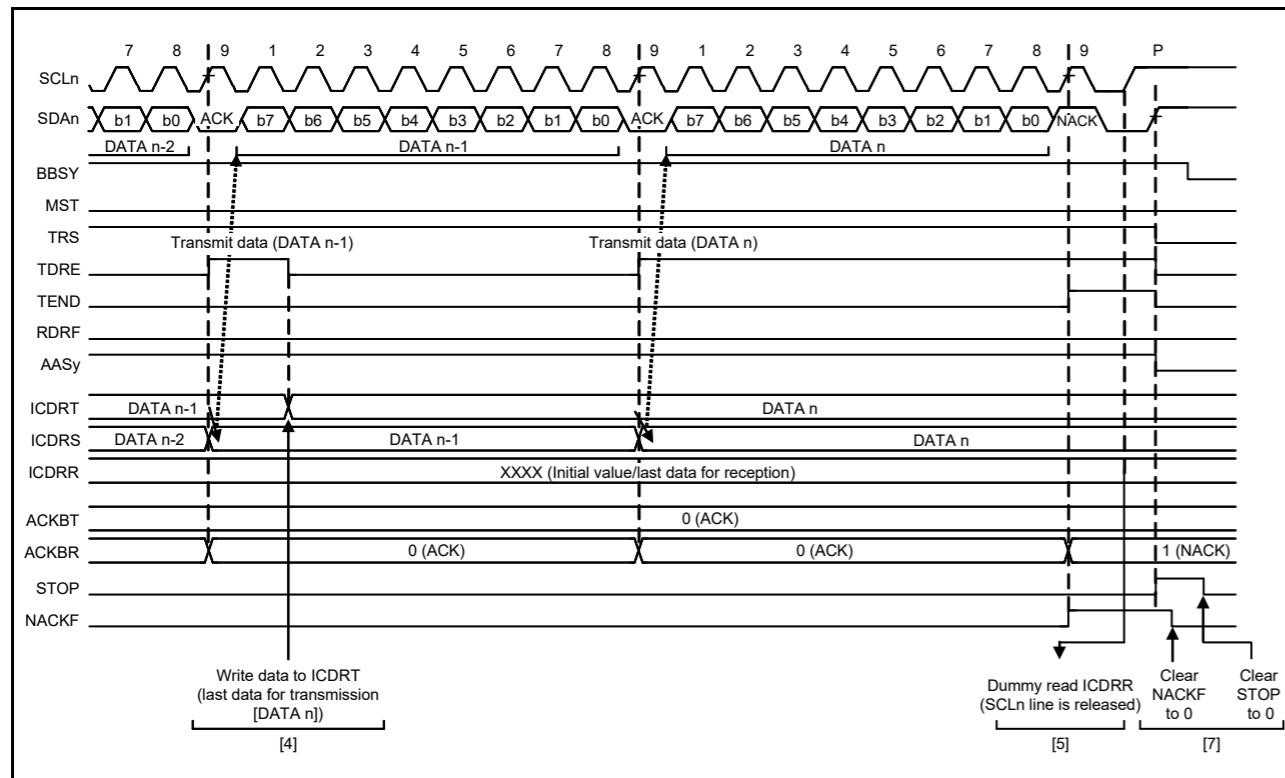 7 8 9 1 2 3 4 5 6 7 8 9 1 2 3 4 5 6 7 8 9 P
SCLn
SDAn b1 b0 ACK b7 b6 b5 b4 b3 b2 b1 b0 ACK b7 b6 b5 b4 b3 b2 b1 b0 NACK
DATA n-2 DATA n-1 DATA n
BBSY
MST
TRS
Transmit data (DATA n-1) Transmit data (DATA n)
TDRE
TEND
RDRF
AASy
ICDRT DATA n-1 DATA n
ICDRS DATA n-2 DATA n-1 DATA n
ICDRR XXXX (Initial value/last data for reception)
ACKBT 0 (ACK)
ACKBR 0 (ACK) 0 (ACK) 1 (NACK)
STOP
NACKF
Write data to ICDRT
(last data for transmission
[DATA n])
[4]
Dummy read ICDRR
(SCLn line is released)
[5]
Clear
NACKF
to 0
Clear
STOP
to 0
[7]